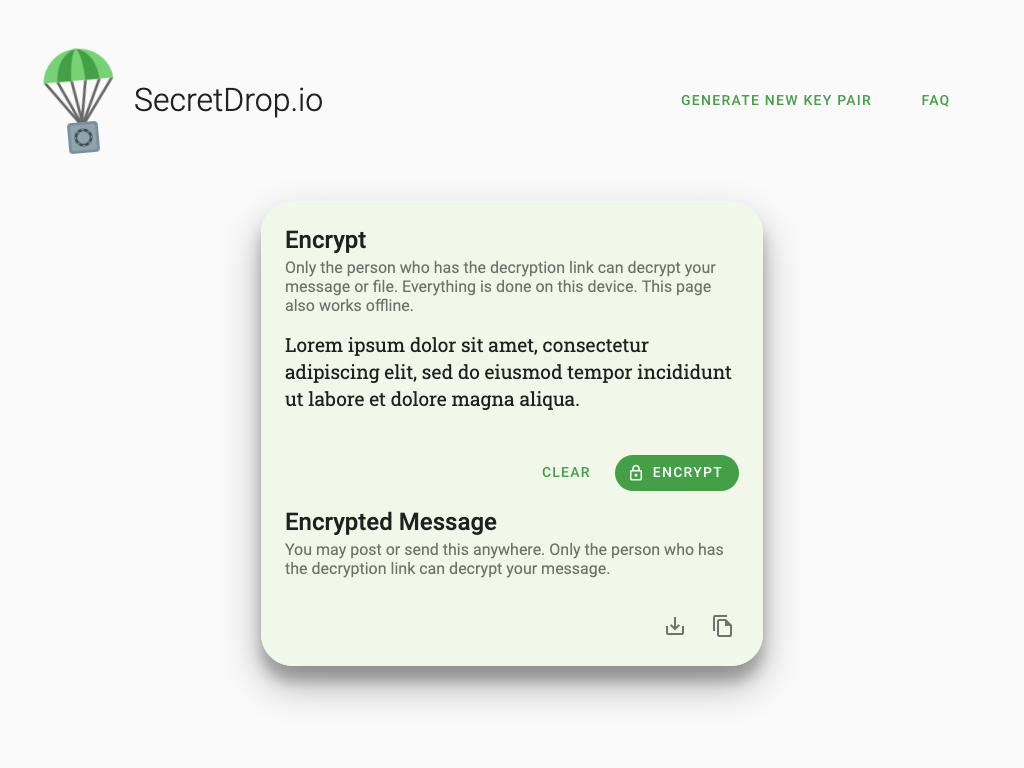 SecretDrop.io
GENERATE NEW KEY PAIR
FAQ
Encrypt
Only the person who has the decryption link can decrypt your
message or file. Everything is done on this device. This page
also works offline.
Lorem ipsum dolor sit amet, consectetur
adipiscing elit, sed do eiusmod tempor incididunt
ut labore et dolore magna aliqua.
CLEAR
ENCRYPT
Encrypted Message
You may post or send this anywhere. Only the person who has
the decryption link can decrypt your message.